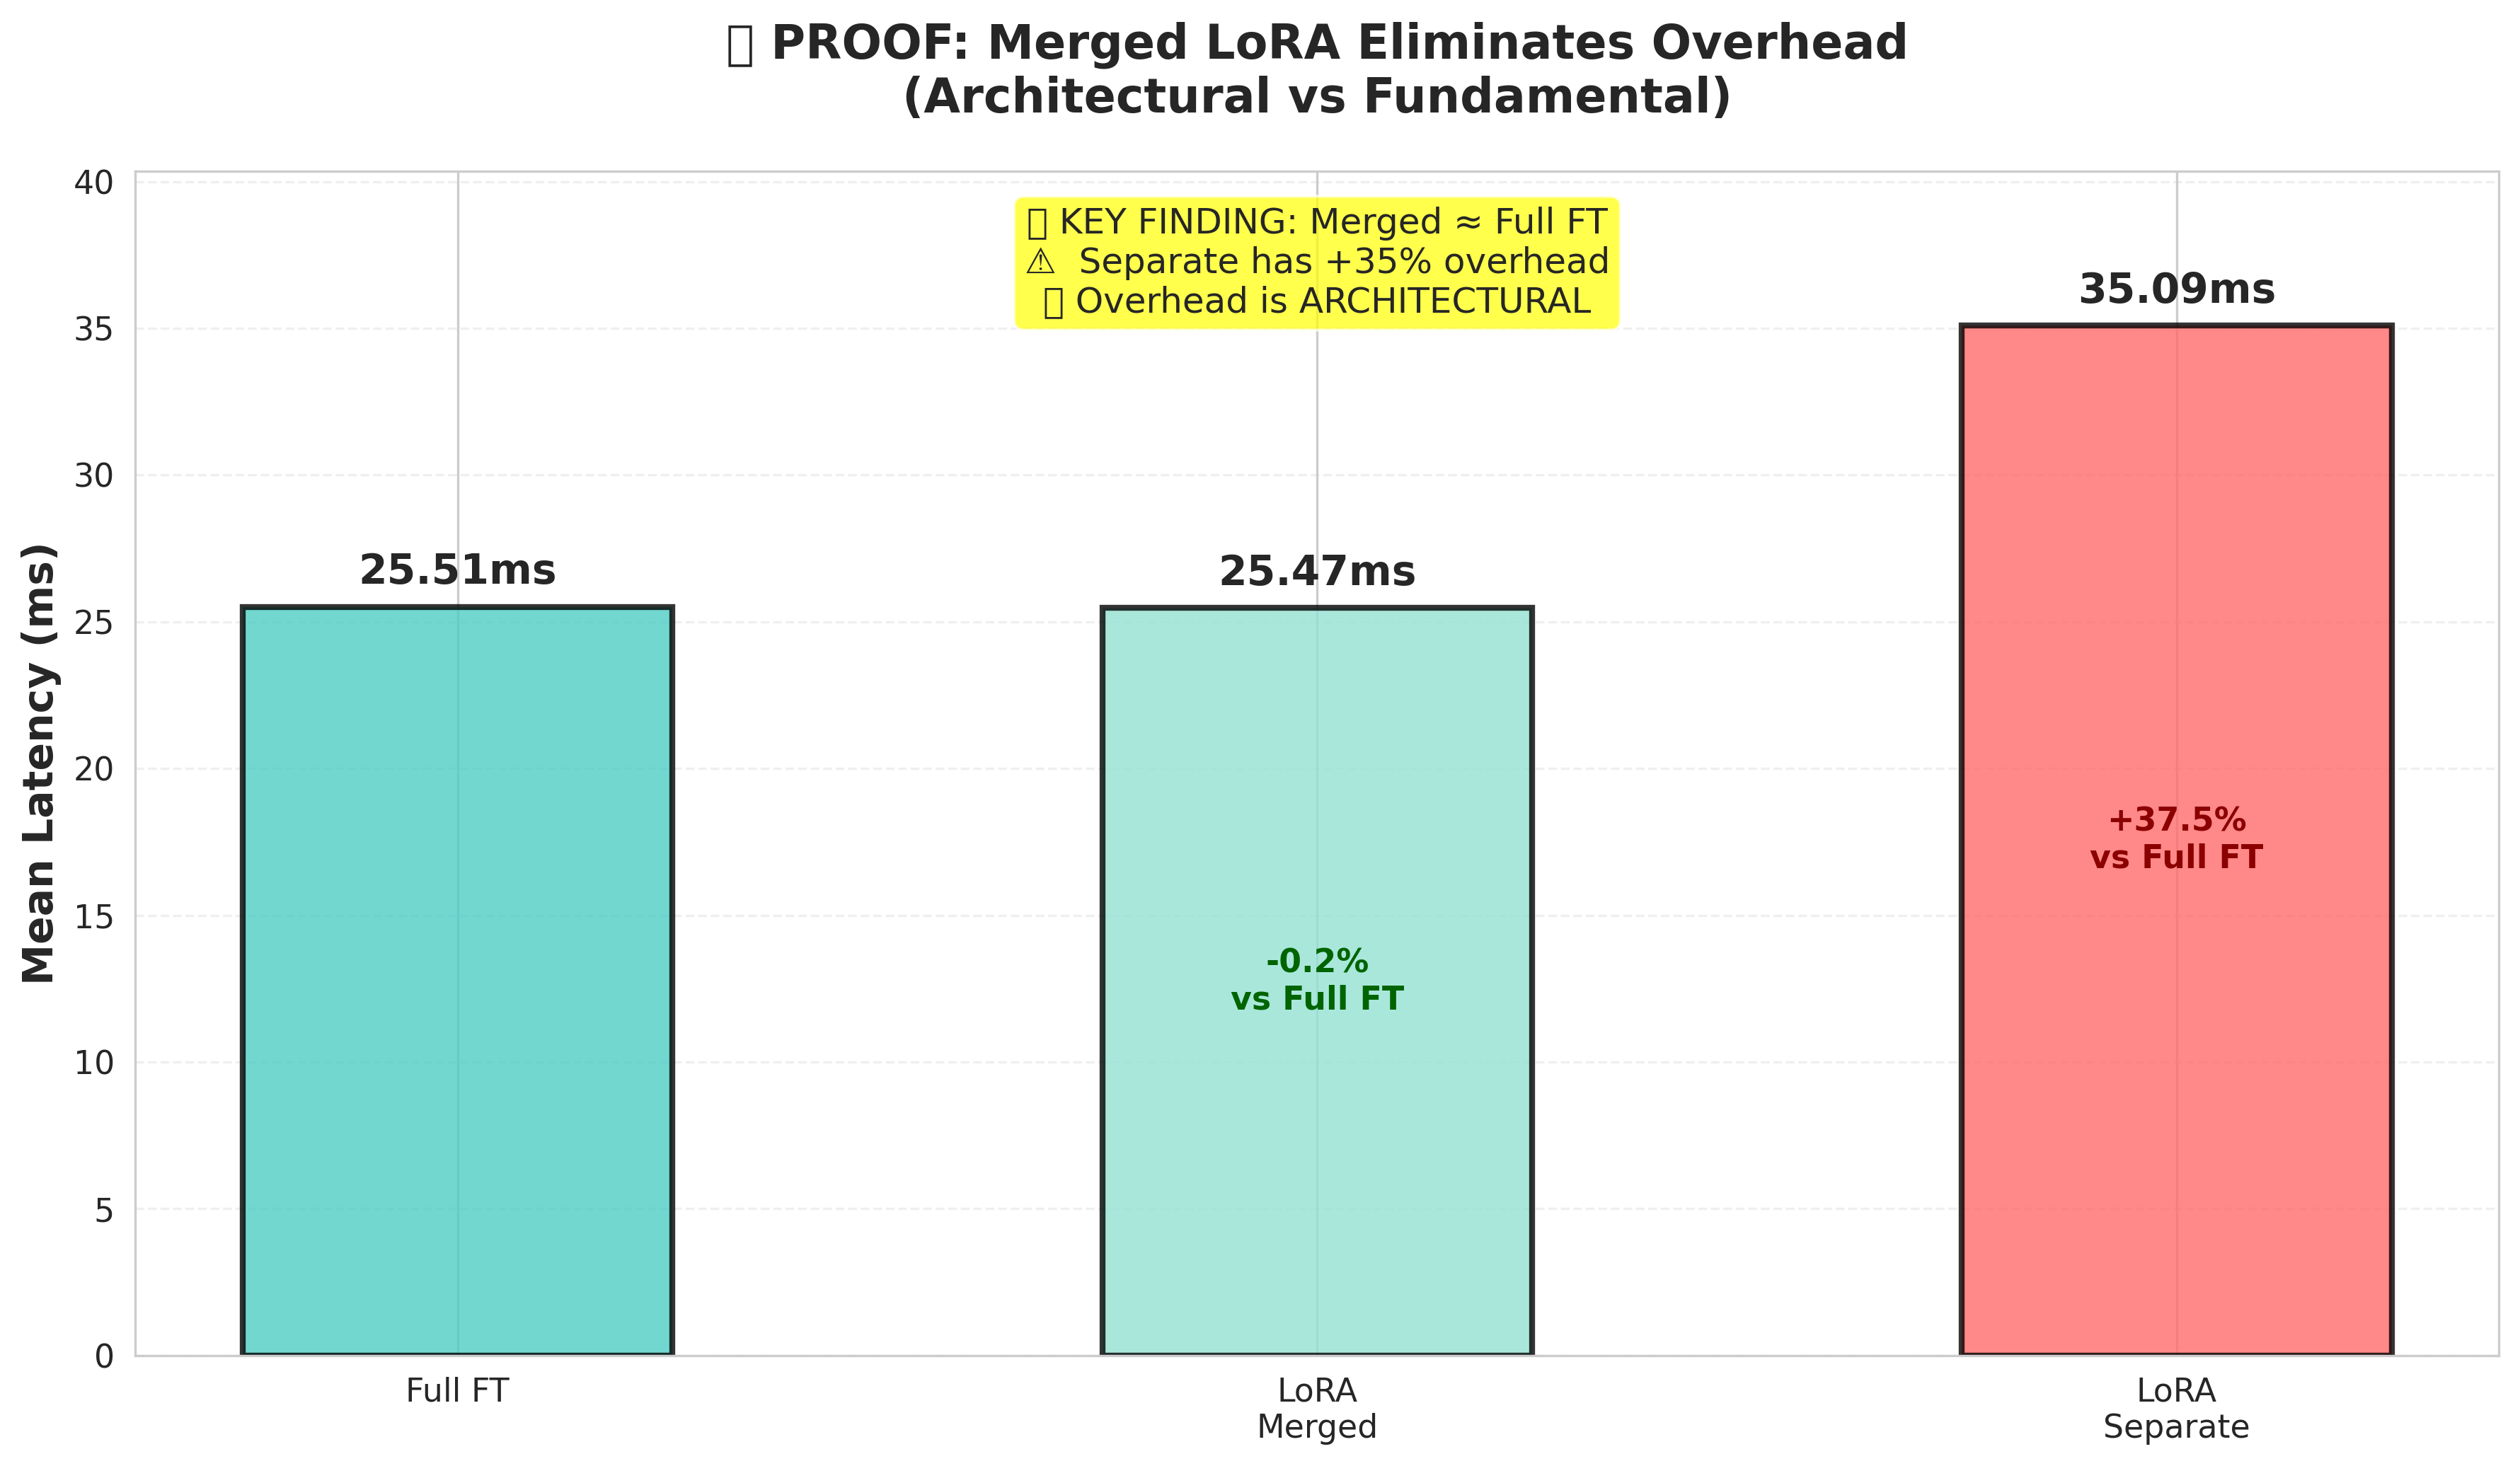 PROOF: Merged LoRA Eliminates Overhead
(Architectural vs Fundamental)
40
35
30
25
20
15
10
5
0
Mean Latency (ms)
KEY FINDING: Merged ≈ Full FT
⚠ Separate has +35% overhead
Overhead is ARCHITECTURAL
25.51ms
25.47ms
35.09ms
-0.2%
vs Full FT
+37.5%
vs Full FT
Full FT
LoRA
Merged
LoRA
Separate